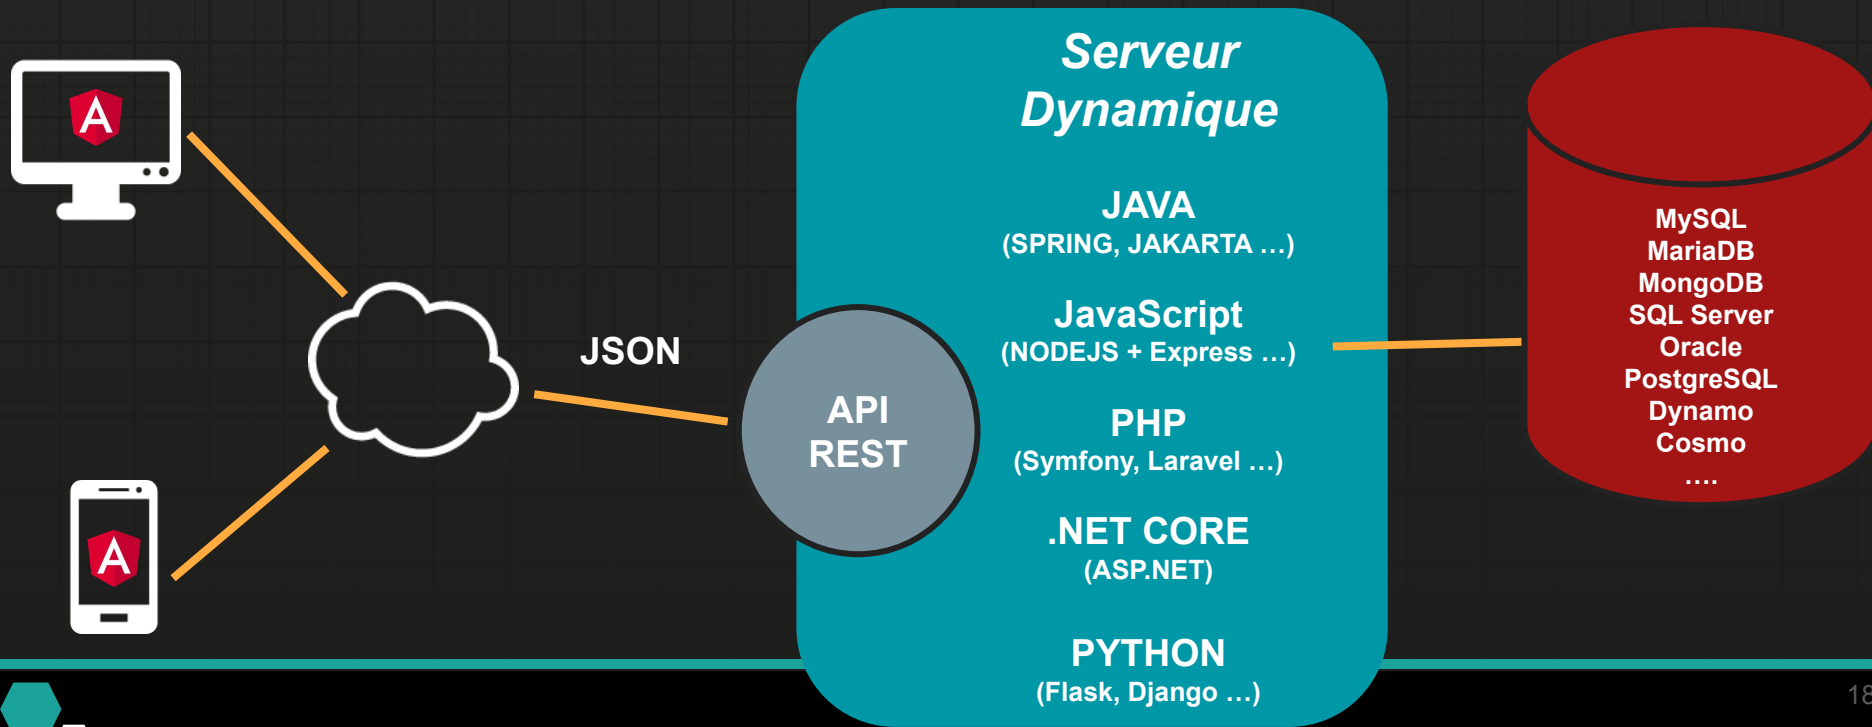 A
A
JSON
API
REST
Serveur
Dynamique
JAVA
(SPRING, JAKARTA ...)
JavaScript
(NODEJS + Express ...)
PHP
(Symfony, Laravel ...)
.NET CORE
(ASP.NET)
PYTHON
(Flask, Django ...)
MySQL
MariaDB
MongoDB
SQL Server
Oracle
PostgreSQL
Dynamo
Cosmo
....
18